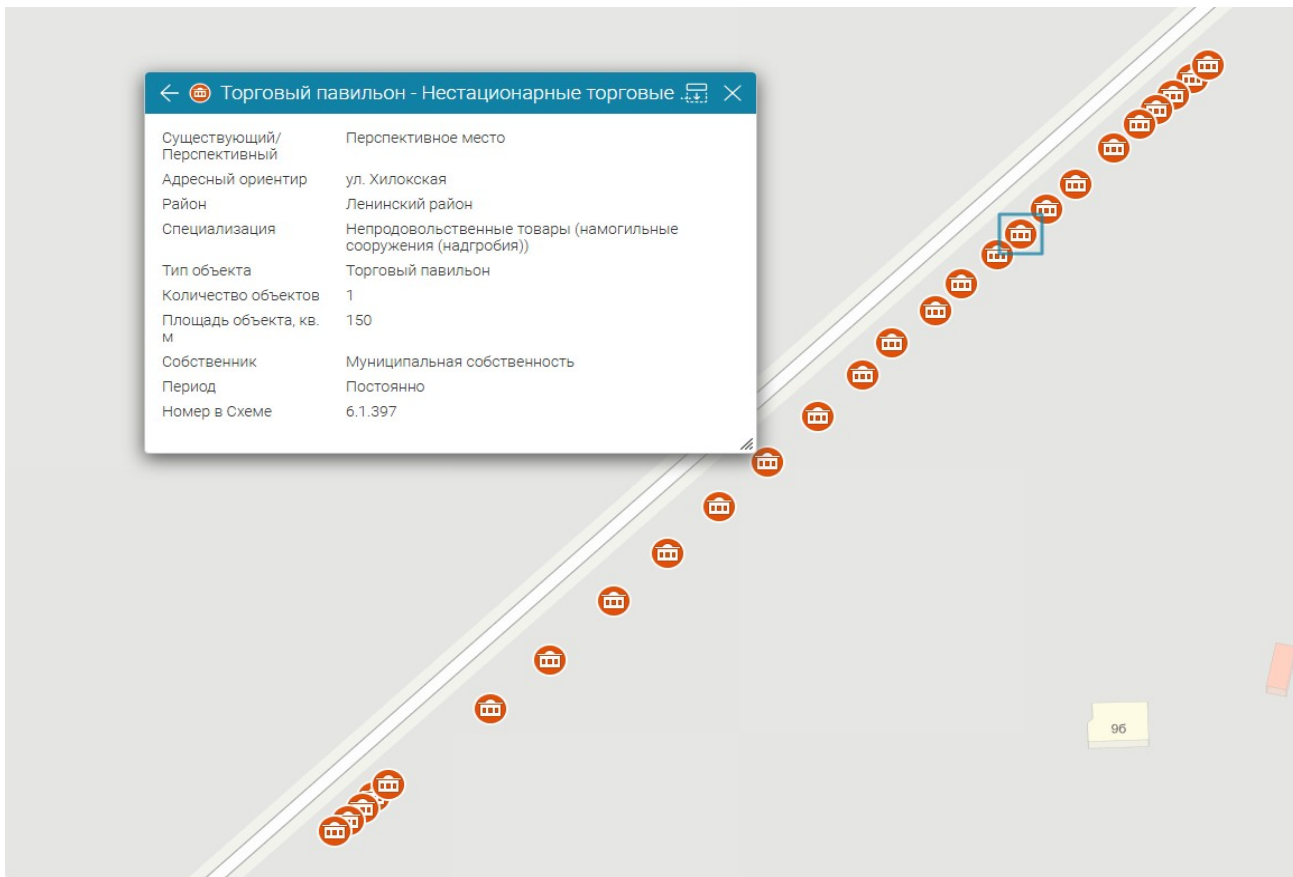 Торговый павильон - Нестационарные торговые ..
Существующий/ Перспективное место
Перспективный
Адресный ориентир ул. Хилокская
Район Ленинский район
Специализация Непродовольственные товары (намогильные
сооружения (надгробия))
Тип объекта Торговый павильон
Количество объектов 1
Площадь объекта, кв. 150
м
Собственник Муниципальная собственность
Период Постоянно
Номер в Схеме 6.1.397
9б